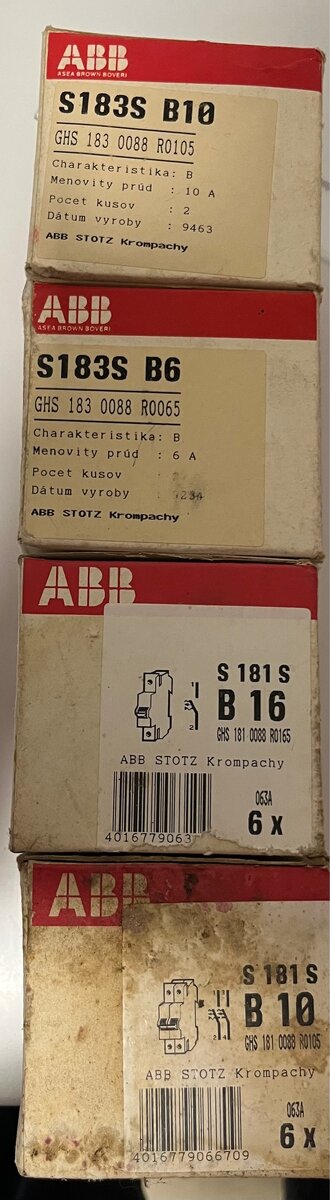 ABB
ASEA BROWN BOVERI
S183S B10
GHS 183 0088 R0105
Charakteristika: B
Menovity prúd : 10 A
Pocet kusov : 2
Dátum vyroby : 9463
ABB STOTZ Krompachy
ABB
ASEA BROWN BOVERI
S183S B6
GHS 183 0088 R0065
Charakteristika: B
Menovity prúd : 6 A
Pocet kusov :
Dátum vyroby : 234
ABB STOTZ Krompachy
ABB
S 181 S
B 16
GHS 181 0088 R0165
1
2
ABB STOTZ Krompachy
4016779063
063A
6 x
ABB
S 181 S
B 10
GHS 181 0088 R0105
ABB STOTZ Krompachy
4016779066709
063A
6 x